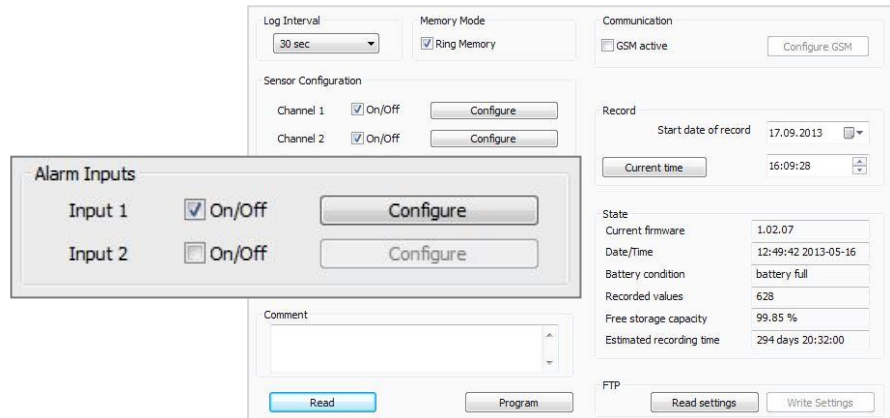 Log Interval
30 sec
Memory Mode
Ring Memory
Sensor Configuration
Channel 1 On/Off Configure
Channel 2 On/Off Configure
Alarm Inputs
Input 1 On/Off Configure
Input 2 On/Off Configure
Comment
Read Program
Communication
GSM active Configure GSM
Record
Start date of record 17.09.2013
Current time 16:09:28
State
Current firmware 1.02.07
Date/Time 12:49:42 2013-05-16
Battery condition battery full
Recorded values 628
Free storage capacity 99.85 %
Estimated recording time 294 days 20:32:00
FTP
Read settings Write Settings